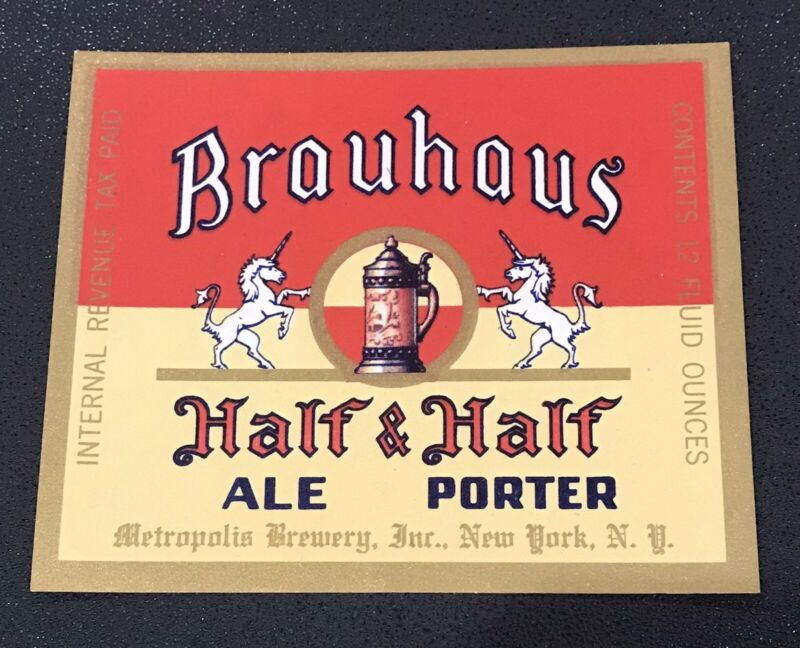 INTERNAL REVENUE TAX PAID
Brauhaus
CONTENTS 12 FLUID OUNCES
Half & Half
ALE PORTER
Metropolis Brewery, Inc., New York, N. Y.